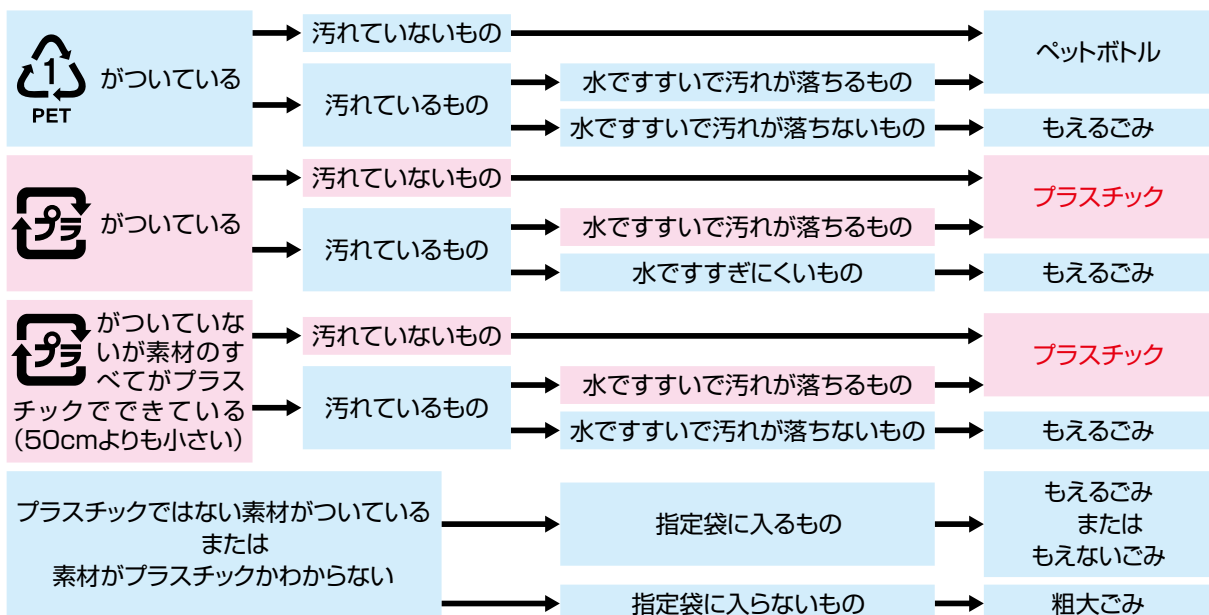 1
PET
がついている
汚れていないもの
汚れているもの
水ですすいで汚れが落ちるもの
水ですすいで汚れが落ちないもの
ペットボトル
もえるごみ
プラ
がついている
汚れていないもの
汚れているもの
水ですすいで汚れが落ちるもの
水ですすぎにくいもの
プラスチック
もえるごみ
プラ
がついていな
いが素材のす
べてがプラス
チックでできている
(50cmよりも小さい)
汚れていないもの
汚れているもの
水ですすいで汚れが落ちるもの
水ですすいで汚れが落ちないもの
プラスチック
もえるごみ
プラスチックではない素材がついている
または
素材がプラスチックかわからない
指定袋に入るもの
もえるごみ
または
もえないごみ
指定袋に入らないもの
粗大ごみ